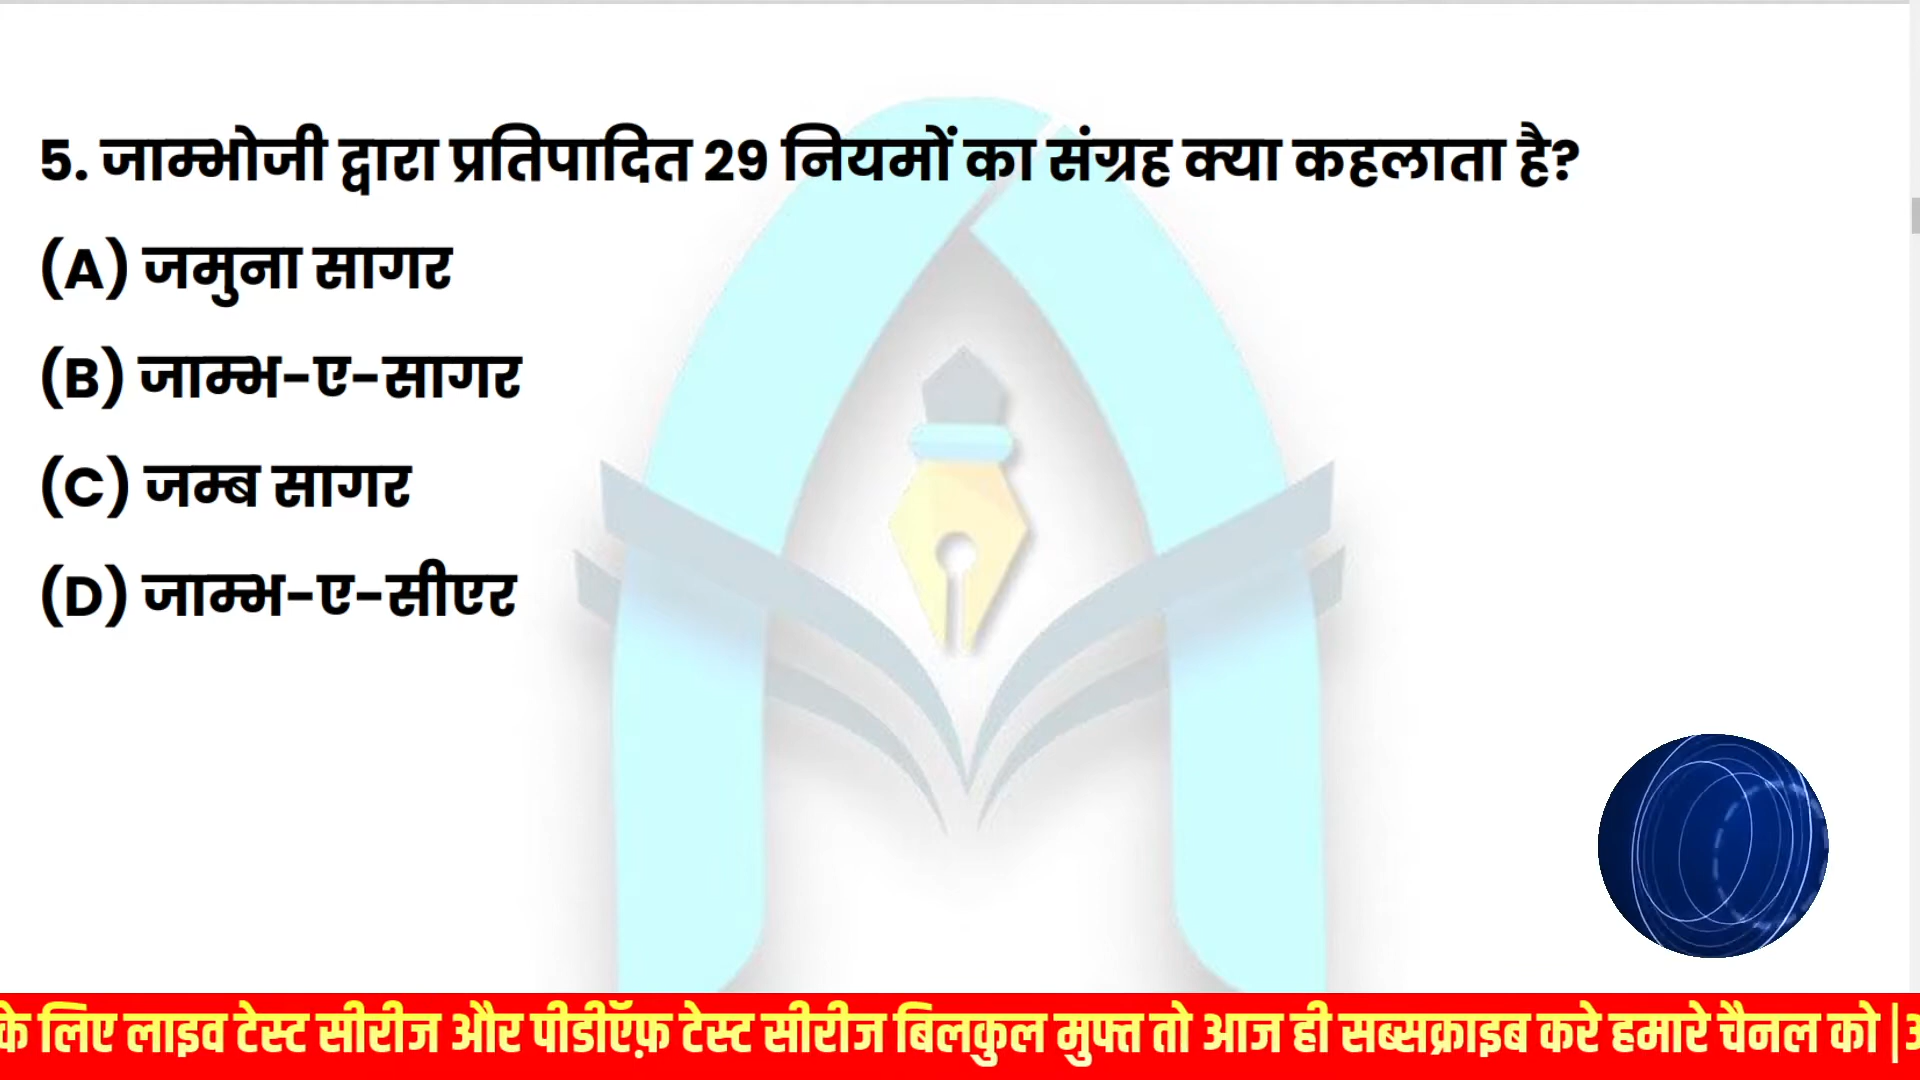 5. जाम्भोजी द्वारा प्रतिपादित 29 नियमों का संग्रह क्या कहलाता है?
(A) जमुना सागर
(B) जाम्भ-ए-सागर
(C) जम्ब सागर
(D) जाम्भ-ए-सीएर
के लिए लाइव टेस्ट सीरीज और पीडीऍफ़ टेस्ट सीरीज बिलकुल मुफ्त तो आज ही सब्सक्राइब करे हमारे चैनल को |